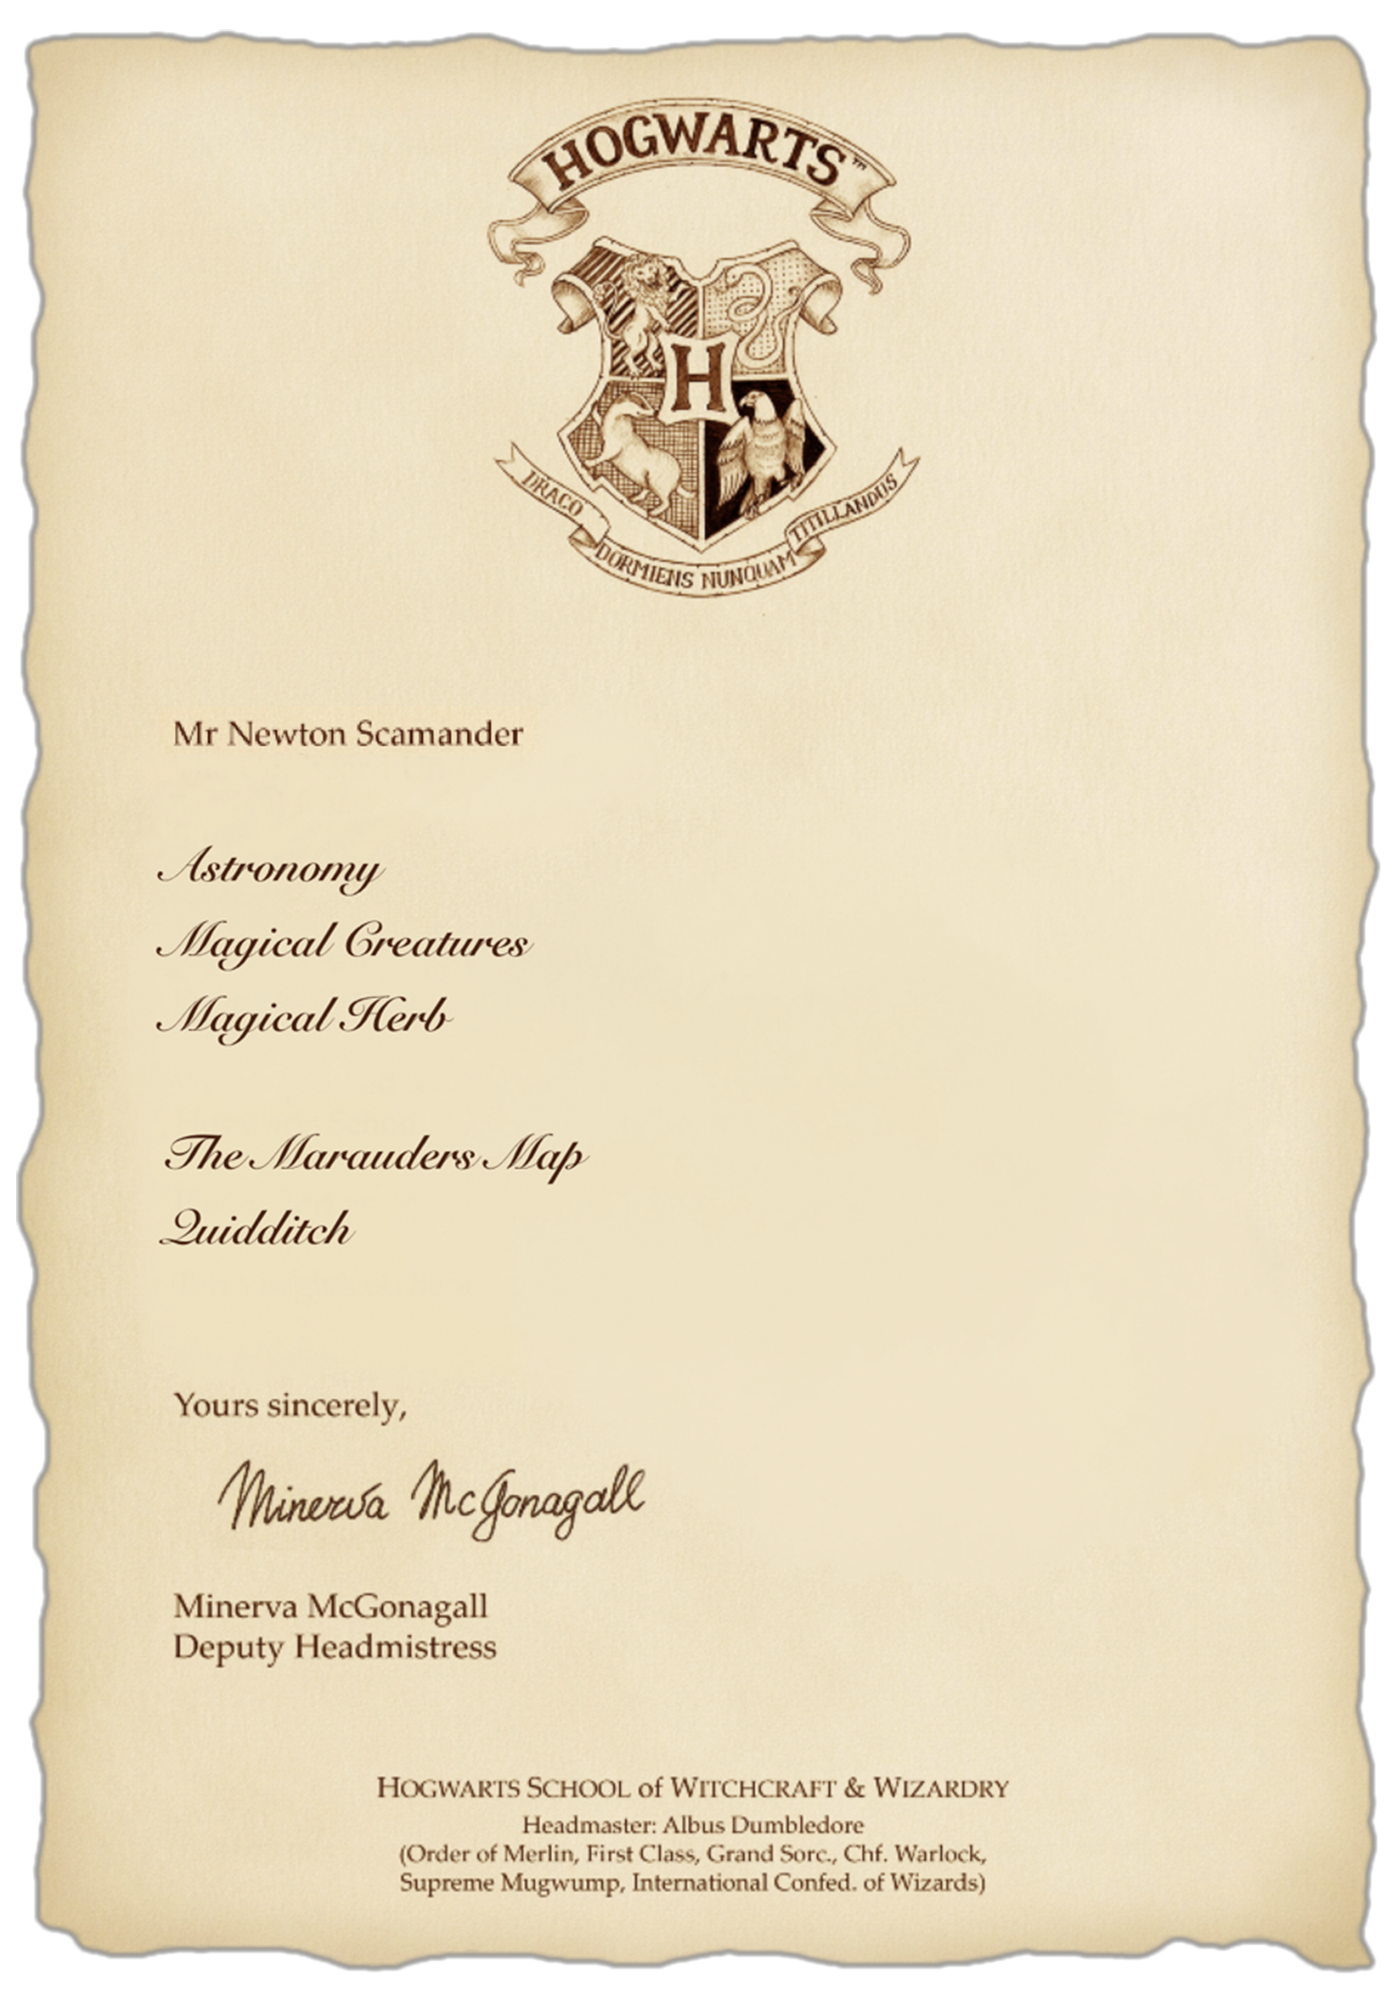 HOGWARTS™
H
DRACO DORMIENS NUNQUAM TITILLANDUS
Mr Newton Scamander
Astronomy
Magical Creatures
Magical Herb
The Marauders Map
Quidditch
Yours sincerely,
Minerva McGonagall
Minerva McGonagall
Deputy Headmistress
HOGWARTS SCHOOL of WITCHCRAFT & WIZARDRY
Headmaster: Albus Dumbledore
(Order of Merlin, First Class, Grand Sorc., Chf. Warlock,
Supreme Mugwump, International Confed. of Wizards)